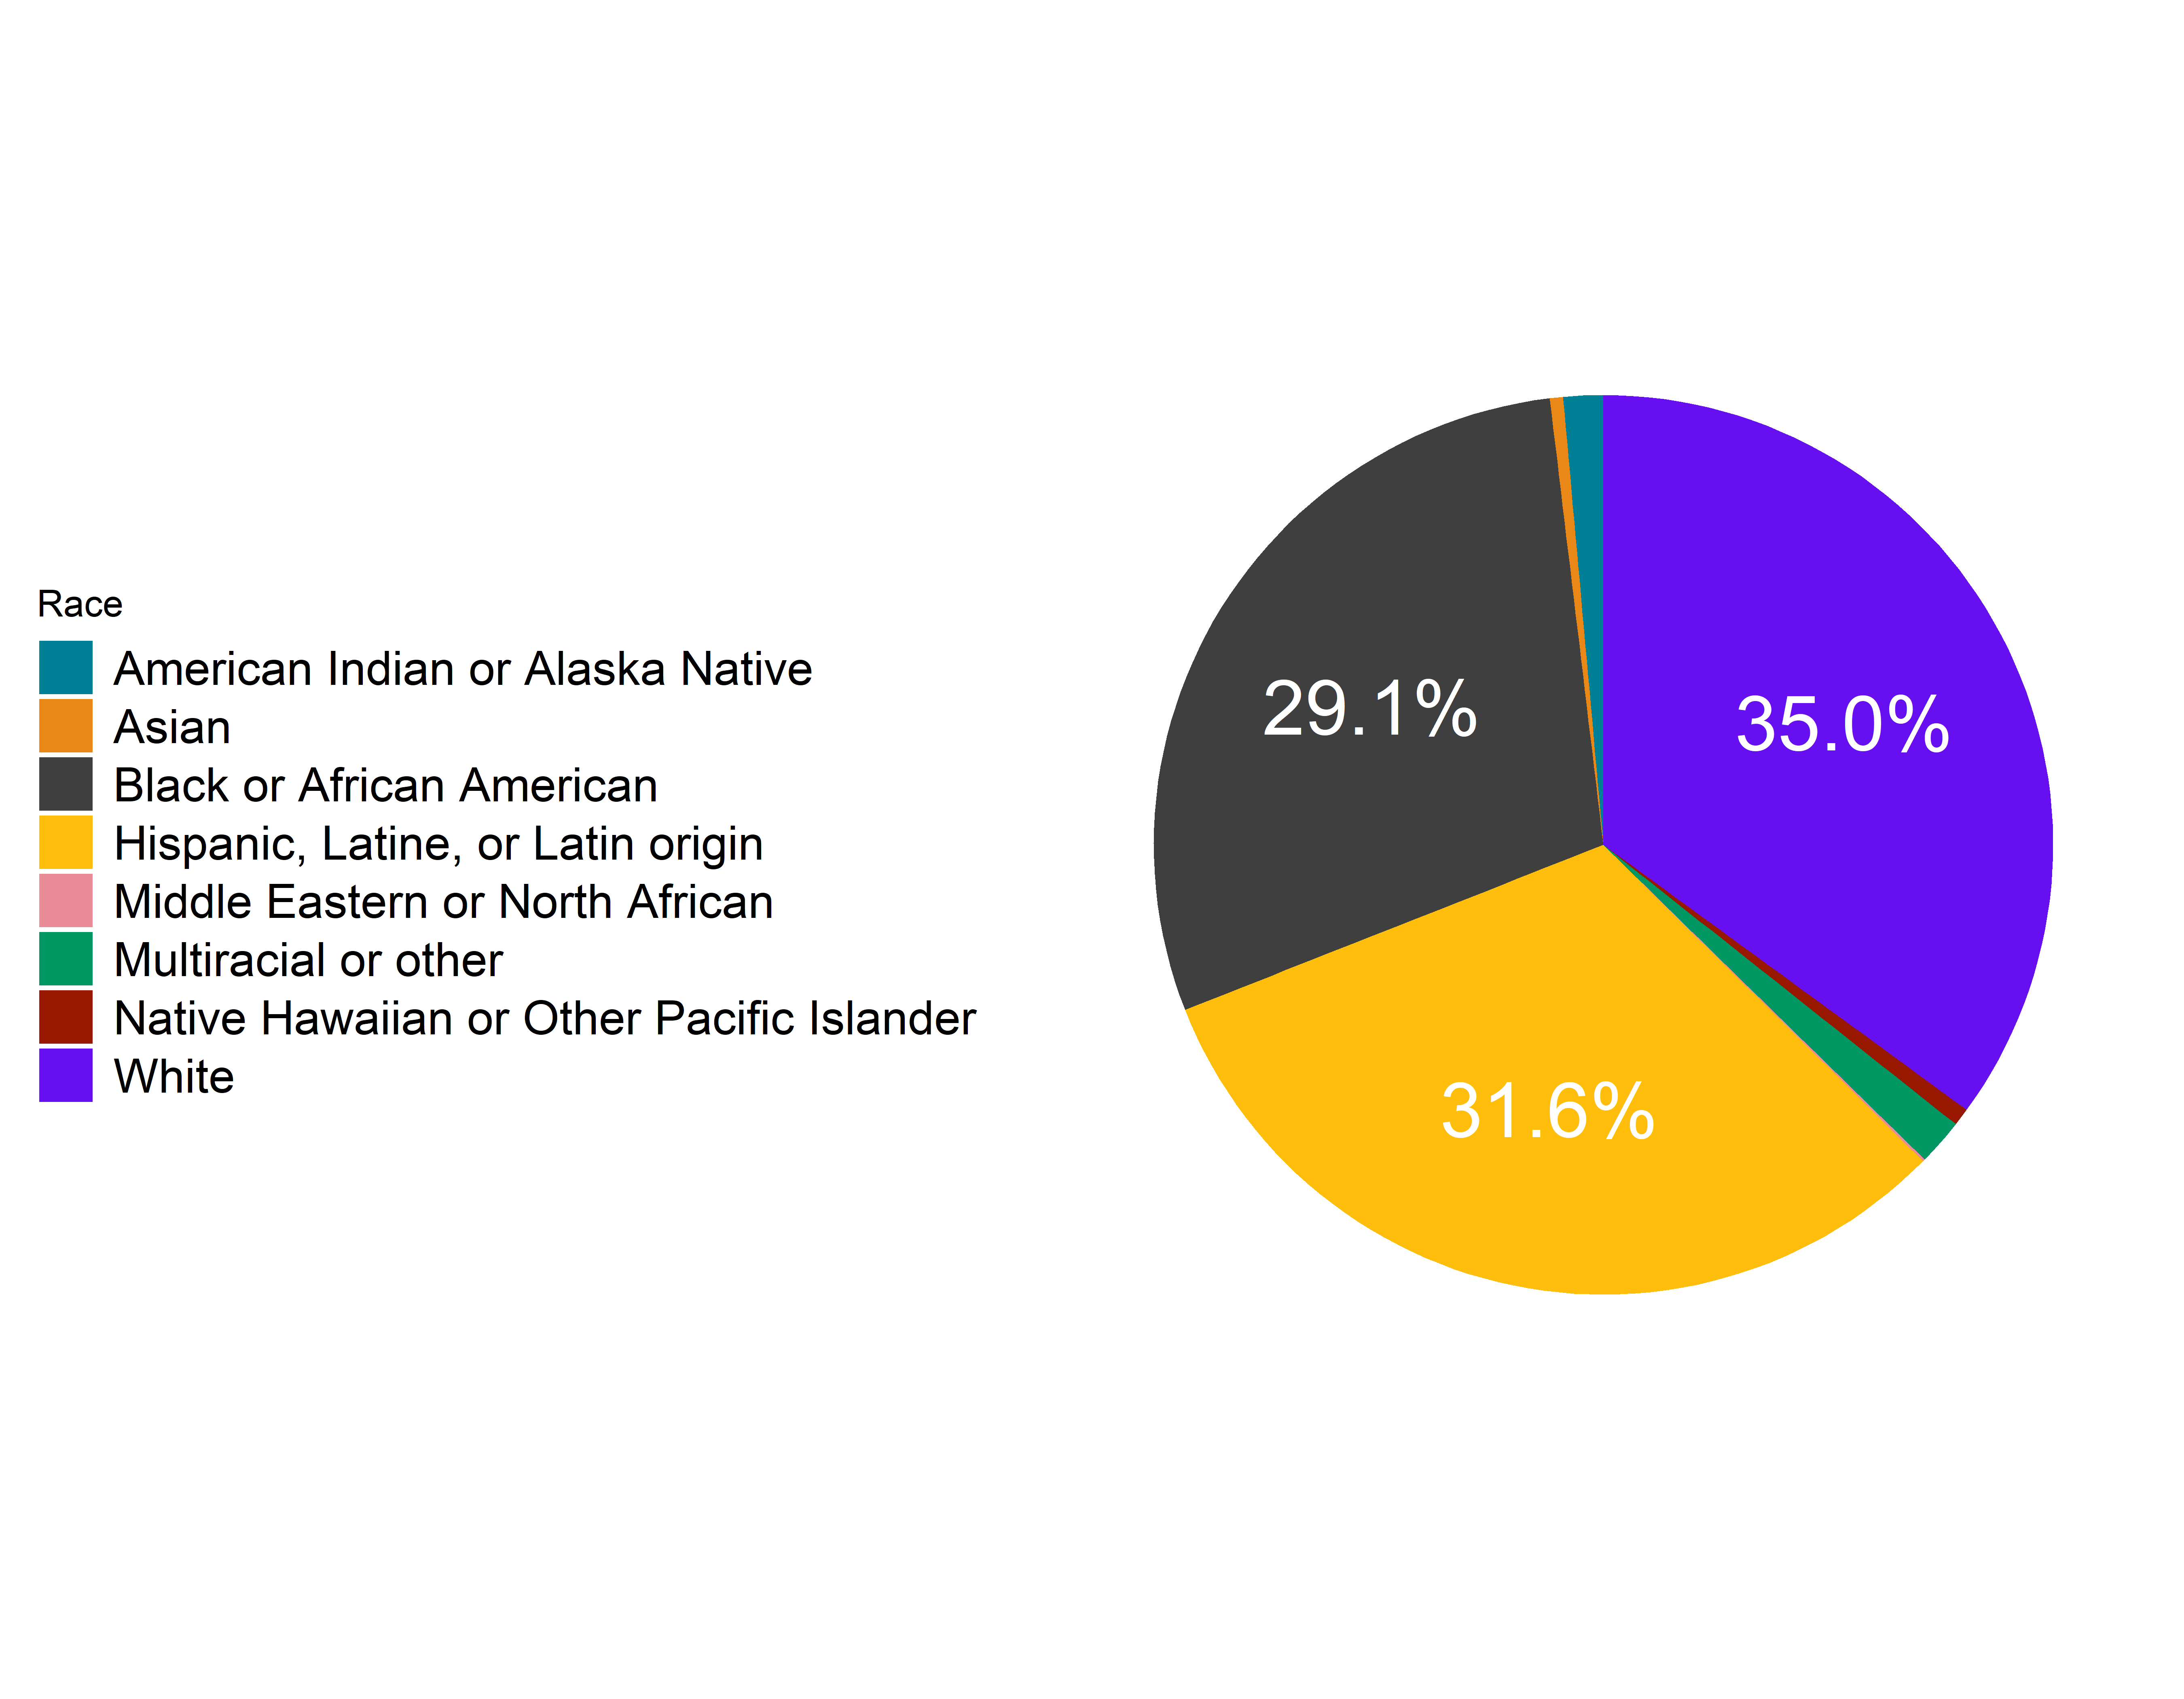 Race
American Indian or Alaska Native
Asian
Black or African American
Hispanic, Latine, or Latin origin
Middle Eastern or North African
Multiracial or other
Native Hawaiian or Other Pacific Islander
White
29.1%
35.0%
31.6%